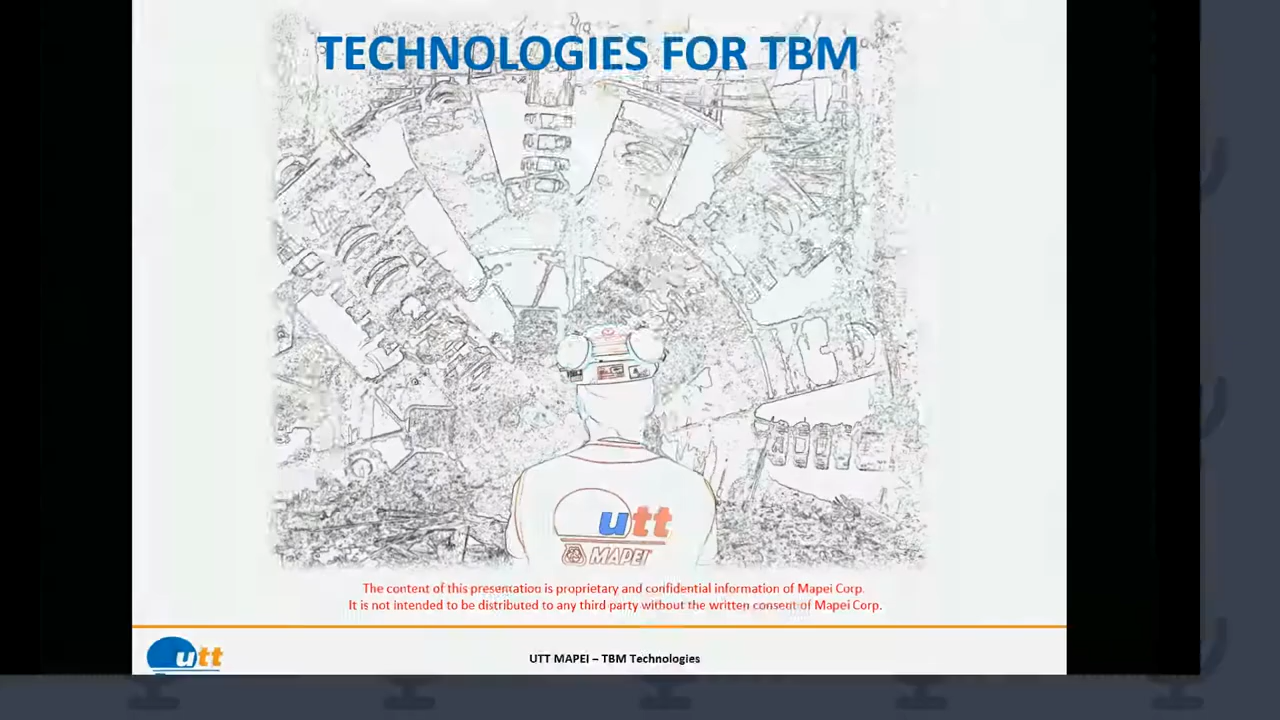 TECHNOLOGIES FOR TBM
utt
MAPEI
The content of this presentation is proprietary and confidential information of Mapei Corp.
It is not intended to be distributed to any third party without the written consent of Mapei Corp.
utt
UTT MAPEI – TBM Technologies